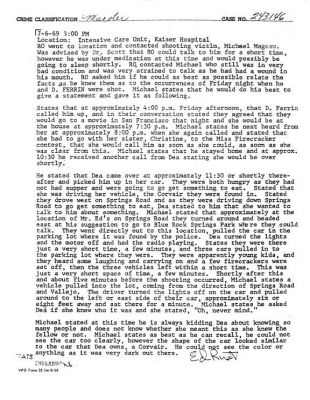 CRIME CLASSIFICATION Murder CASE NO. 243146
7-6-69 3:00 PM
Location: Intensive Care Unit, Kaiser Hospital
RO went to location and contacted shooting victim, Michael Mageau.
Was advised by Dr. Scott that RO could talk to him for a short time,
however he was under medication at this time and would possibly be
going to sleep shortly. RO contacted Michael who still was in very
bad condition and was very strained to talk as he had had a wound in
his mouth. RO asked him if he could as best as possible relate the
facts as he knew them as to the occurrences of Friday night when he
and D. FERRIN were shot. Michael states that he would do his best to
give a statement and gave it as following.
States that at approximately 4:00 p.m. Friday afternoon, that D. Ferrin
called him up, and in their conversation stated they agreed that they
would go to a movie in San Francisco that night and she would be at
the house at approximately 7:30 p.m. Michael stated he next heard from
her at approximately 8:00 p.m. when she again called and stated that
she had to go with her sister, Christine, to the Miss Firecracker
contest, that she would call him as soon as she could, as soon as she
was clear from this. Michael states that he stayed home and at approx.
10:30 he received another call from Dea stating she would be over
shortly.
He stated that Dea came over at approximately 11:30 or shortly there-
after and picked him up in her car. They were both hungry as they had
not had supper and were going to go get something to eat. Stated that
she was driving her vehicle, the Corvair they were found in. Stated
they drove west on Springs Road and as they were driving down Springs
Road to go get something to eat, Dea stated to him that she wanted to
talk to him about something. Michael stated that at approximately the
location of Mr. Ed's on Springs Road they turned around and headed
east at his suggestion to go to Blue Rock Springs Park where they could
talk. They went directly out to this location, pulled the car in the
parking lot where it was found by the police. Dea turned the lights
and the motor off and had the radio playing. States they were there
just a very short time, a few minutes, and three cars pulled in to
the parking lot where they were. They were apparently young kids, and
they heard some laughing and carrying on and a few firecrackers were
set off, then the three vehicles left within a short time. This was
just a very short space of time, a few minutes. Shortly after this
and about five minutes before the shooting occurred, Michael states a
vehicle pulled into the lot, coming from the direction of Springs Road
and Vallejo. The driver turned the lights off on the car and pulled
around to the left or east side of their car, approximately six or
eight feet away and sat there for a minute. Michael states he asked
Dea if she knew who it was and she stated, "Oh, never mind."
Michael stated at this time he is always kidding Dea about knowing so
many people and does not know whether she meant this as she knew the
fellow or not. Michael states as best as he can recall, he could not
see the car too clearly, however the shape of the car looked similar
to the car that Dea owns, a Corvair. He could not see the color or
anything as it was very dark out there.
VPD Form